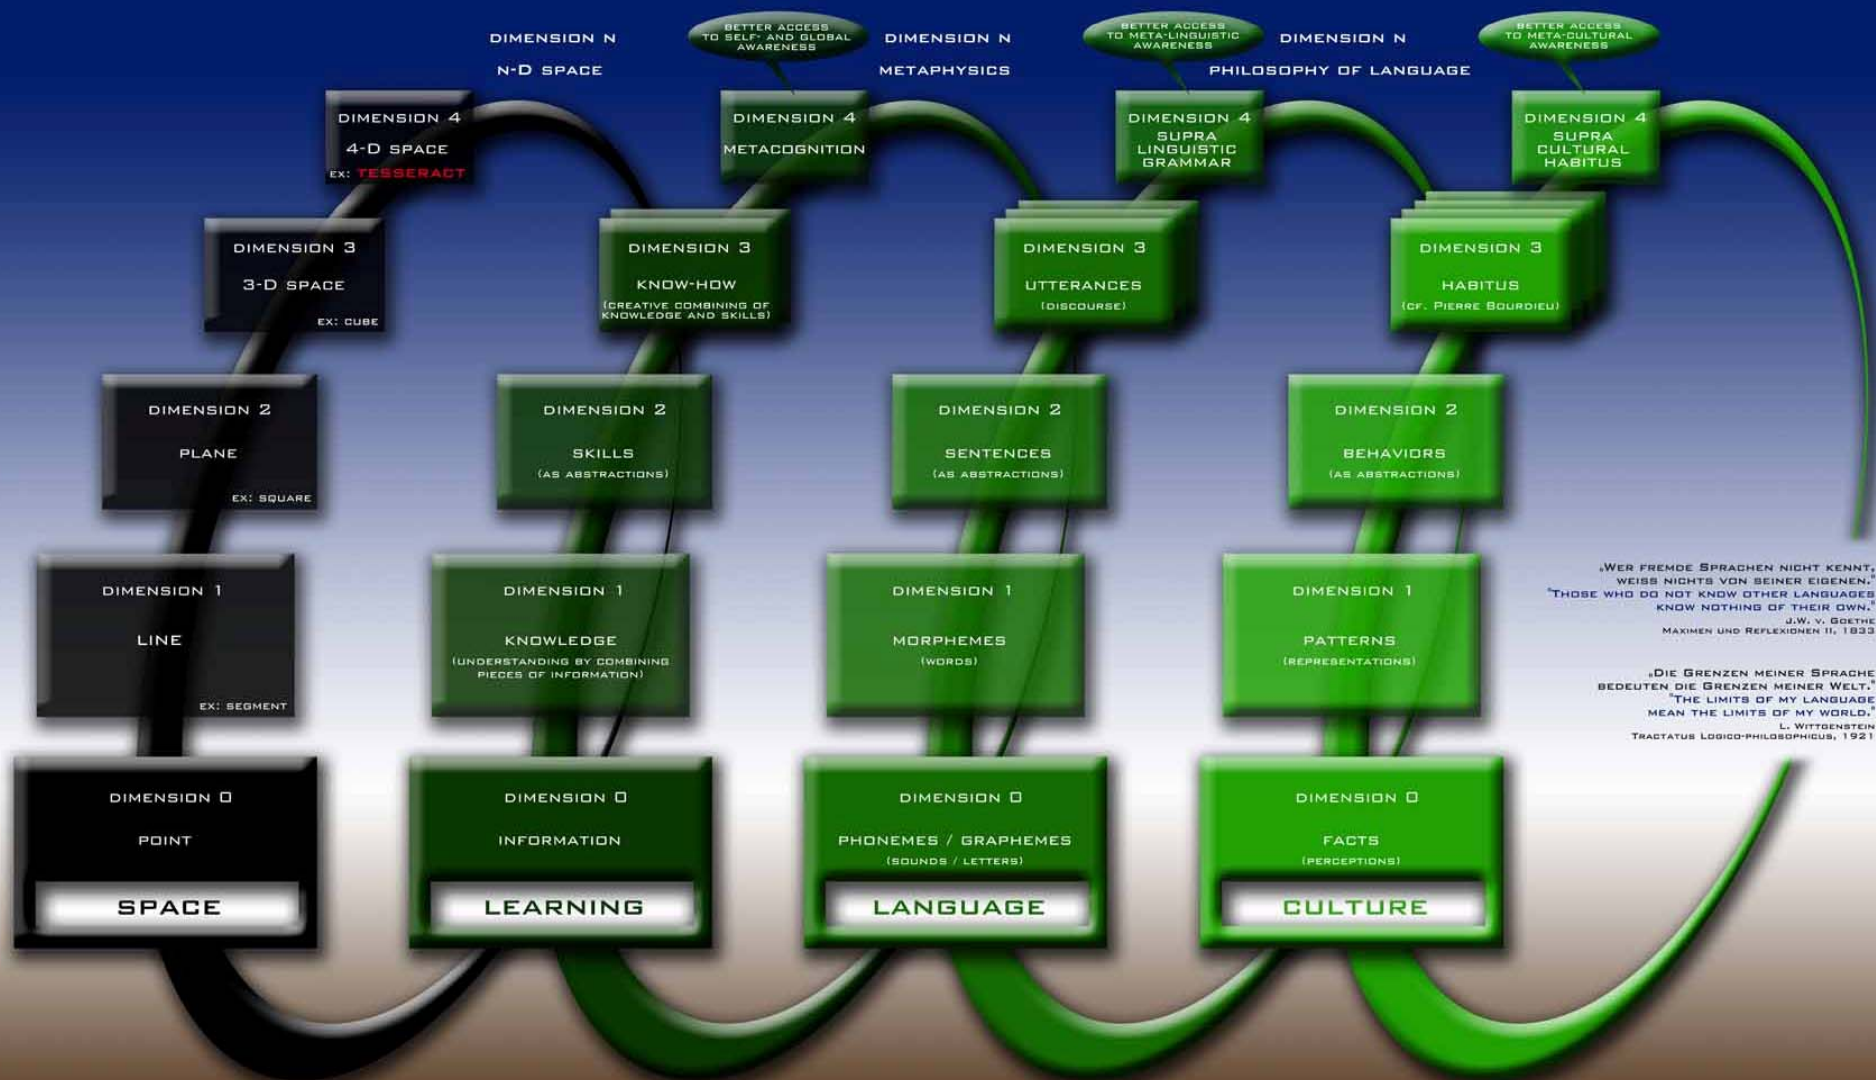 DIMENSION N
N-D SPACE
DIMENSION 4
4-D SPACE
EX: TESSERACT
DIMENSION 3
3-D SPACE
EX: CUBE
DIMENSION 2
PLANE
EX: SQUARE
DIMENSION 1
LINE
EX: SEGMENT
DIMENSION 0
POINT
SPACE
BETTER ACCESS
TO SELF- AND GLOBAL
AWARENESS
DIMENSION N
METAPHYSICS
DIMENSION 4
METACOGNITION
DIMENSION 3
KNOW-HOW
(CREATIVE COMBINING OF
KNOWLEDGE AND SKILLS)
DIMENSION 2
SKILLS
(AS ABSTRACTIONS)
DIMENSION 1
KNOWLEDGE
(UNDERSTANDING BY COMBINING
PIECES OF INFORMATION)
DIMENSION 0
INFORMATION
LEARNING
BETTER ACCESS
TO META-LINGUISTIC
AWARENESS
DIMENSION N
PHILOSOPHY OF LANGUAGE
DIMENSION 4
SUPRA
LINGUISTIC
GRAMMAR
DIMENSION 3
UTTERANCES
(DISCOURSE)
DIMENSION 2
SENTENCES
(AS ABSTRACTIONS)
DIMENSION 1
MORPHEMES
(WORDS)
DIMENSION 0
PHONEMES / GRAPHEMES
(SOUNDS / LETTERS)
LANGUAGE
BETTER ACCESS
TO META-CULTURAL
AWARENESS
DIMENSION 4
SUPRA
CULTURAL
HABITUS
DIMENSION 3
HABITUS
(CF. PIERRE BOURDIEU)
DIMENSION 2
BEHAVIORS
(AS ABSTRACTIONS)
DIMENSION 1
PATTERNS
(REPRESENTATIONS)
DIMENSION 0
FACTS
(PERCEPTIONS)
CULTURE
„WER FREMDE SPRACHEN NICHT KENNT,
WEISS NICHTS VON SEINER EIGENEN."
"THOSE WHO DO NOT KNOW OTHER LANGUAGES
KNOW NOTHING OF THEIR OWN."
J.W. V. GOETHE
MAXIMEN UND REFLEXIONEN II, 1833
„DIE GRENZEN MEINER SPRACHE
BEDEUTEN DIE GRENZEN MEINER WELT."
"THE LIMITS OF MY LANGUAGE
MEAN THE LIMITS OF MY WORLD."
L. WITTGENSTEIN
TRACTATUS LOGICO-PHILOSOPHICUS, 1921